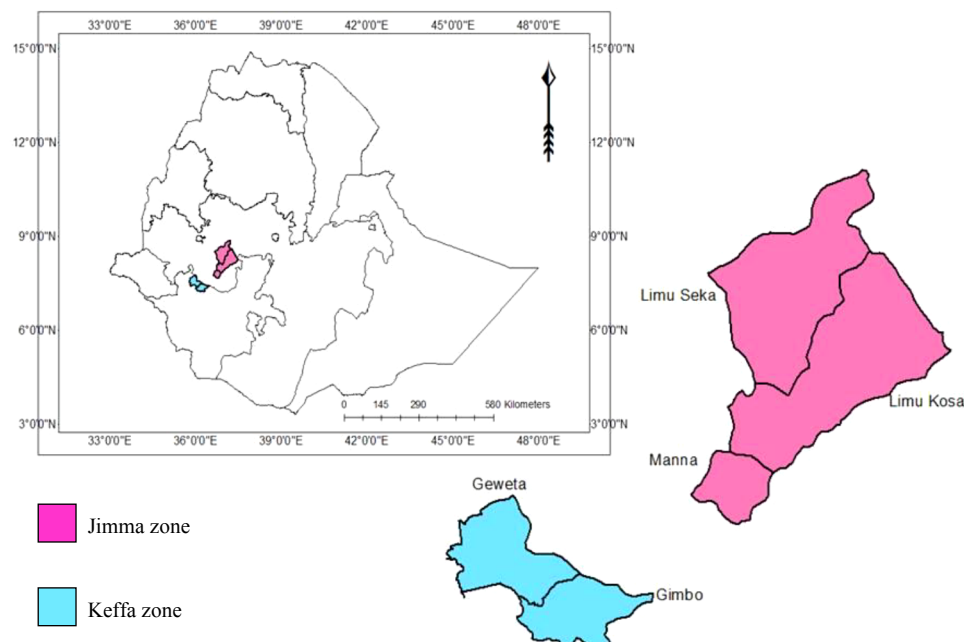 33°0'0"N 36°0'0"N 39°0'0"N 42°0'0"N 45°0'0"N 48°0'0"N
15°0'0"N 15°0'0"N
12°0'0"N 12°0'0"N
9°0'0"N 9°0'0"N
6°0'0"N 6°0'0"N
3°0'0"N 3°0'0"N
0 145 290 580 Kilometers
33°0'0"N 36°0'0"N 39°0'0"N 42°0'0"N 45°0'0"N 48°0'0"N
Limu Seka
Limu Kosa
Manna
Geweta
Gimbo
Jimma zone
Keffa zone